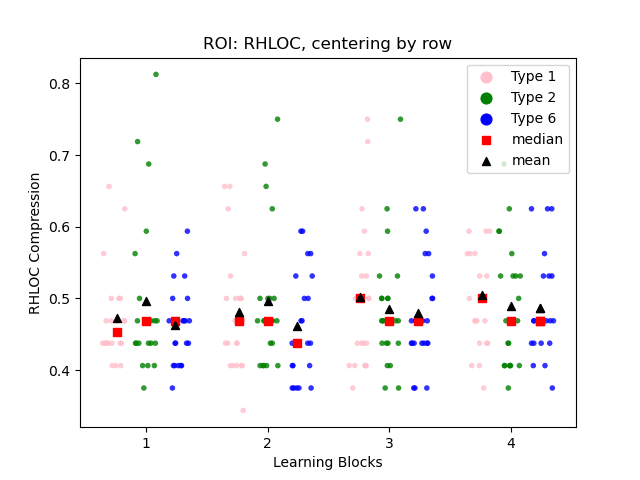 ROI: RHLOC, centering by row
Type 1
Type 2
Type 6
median
mean
RHLOC Compression
0.8
0.7
0.6
0.5
0.4
1
2
3
4
Learning Blocks